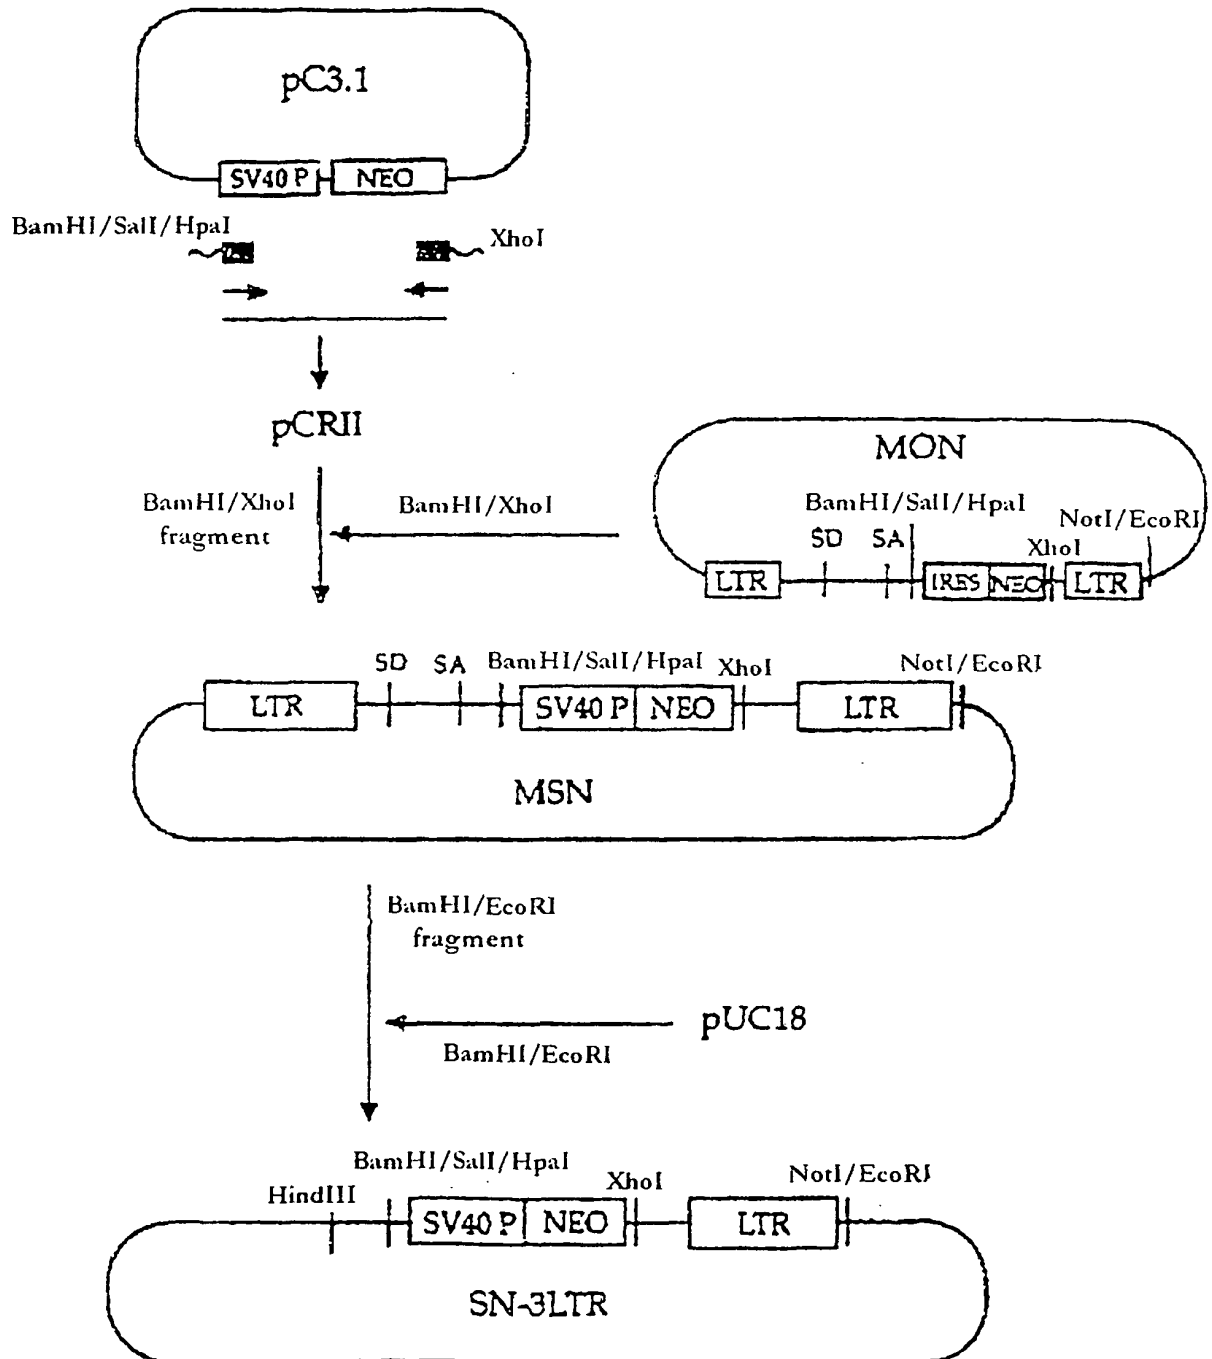 pC3.1
SV40 P NEO
BamHI/SalI/HpaI
XhoI
pCRII
BamHI/XhoI
fragment
BamHI/XhoI
MON
BamHI/SalI/HpaI
NotI/EcoRI
SD SA
XhoI
LTR IRES NEO LTR
SD SA BamHI/SalI/HpaI XhoI NotI/EcoRI
LTR SV40 P NEO LTR
MSN
BamHI/EcoRI
fragment
pUC18
BamHI/EcoRI
BamHI/SalI/HpaI
HindIII XhoI NotI/EcoRI
SV40 P NEO LTR
SN-3LTR